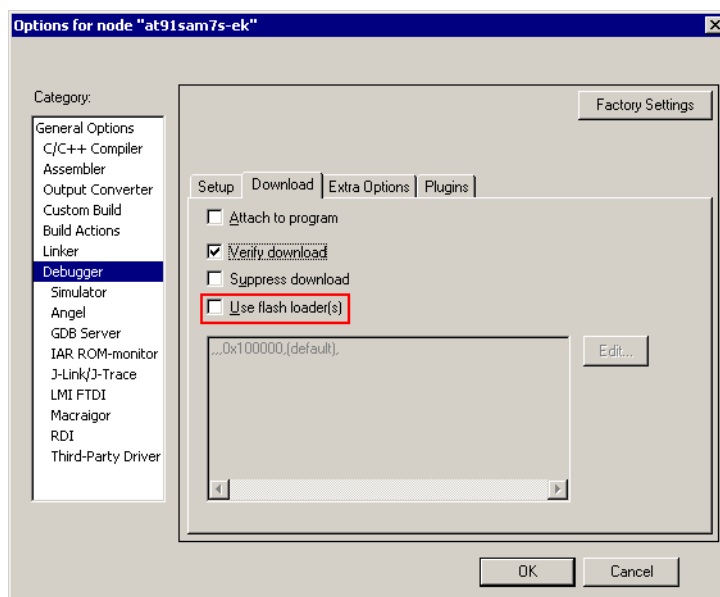 Options for node "at91sam7s-ek"
Category:
Factory Settings
General Options
C/C++ Compiler
Assembler
Output Converter
Custom Build
Build Actions
Linker
Debugger
Simulator
Angel
GDB Server
IAR ROM-monitor
J-Link/J-Trace
LMI FTDI
Macraigor
RDI
Third-Party Driver
Setup Download Extra Options Plugins
Attach to program
Verify download
Suppress download
Use flash loader(s)
,,,0x100000,(default),
Edit...
OK Cancel